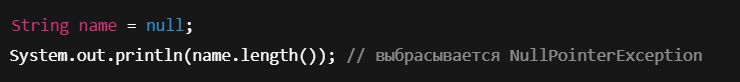 String name = null;
System.out.println(name.length()); // выбрасывается NullPointerException